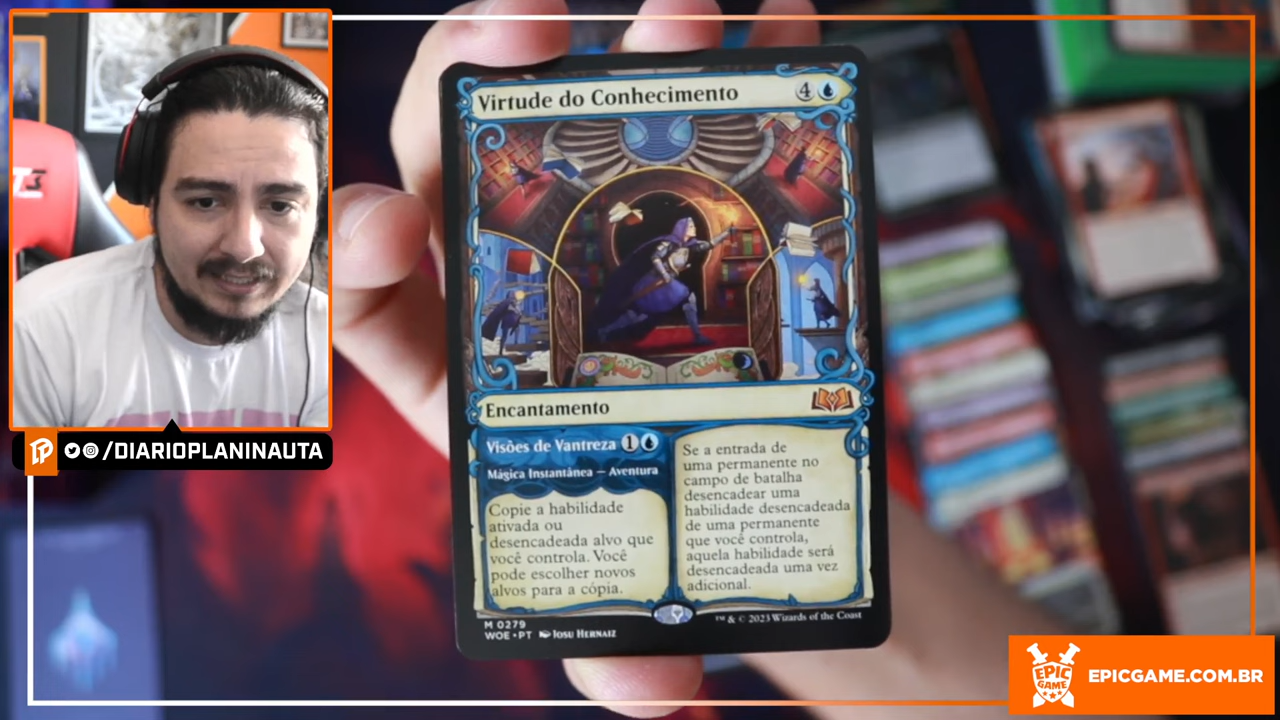 Virtude do Conhecimento 4
Encantamento
Visões de Vantreza 1
Mágica Instantânea — Aventura
Copie a habilidade
ativada ou
desencadeada alvo que
você controla. Você
pode escolher novos
alvos para a cópia.
Se a entrada de
uma permanente no
campo de batalha
desencadear uma
habilidade desencadeada
de uma permanente
que você controla,
aquela habilidade será
desencadeada uma vez
adicional.
M 0279
WOE • PT Iosu Hernaiz
™ & © 2023 Wizards of the Coast
/DIARIOPLANINAUTA
EPIC
GAME
EPICGAME.COM.BR